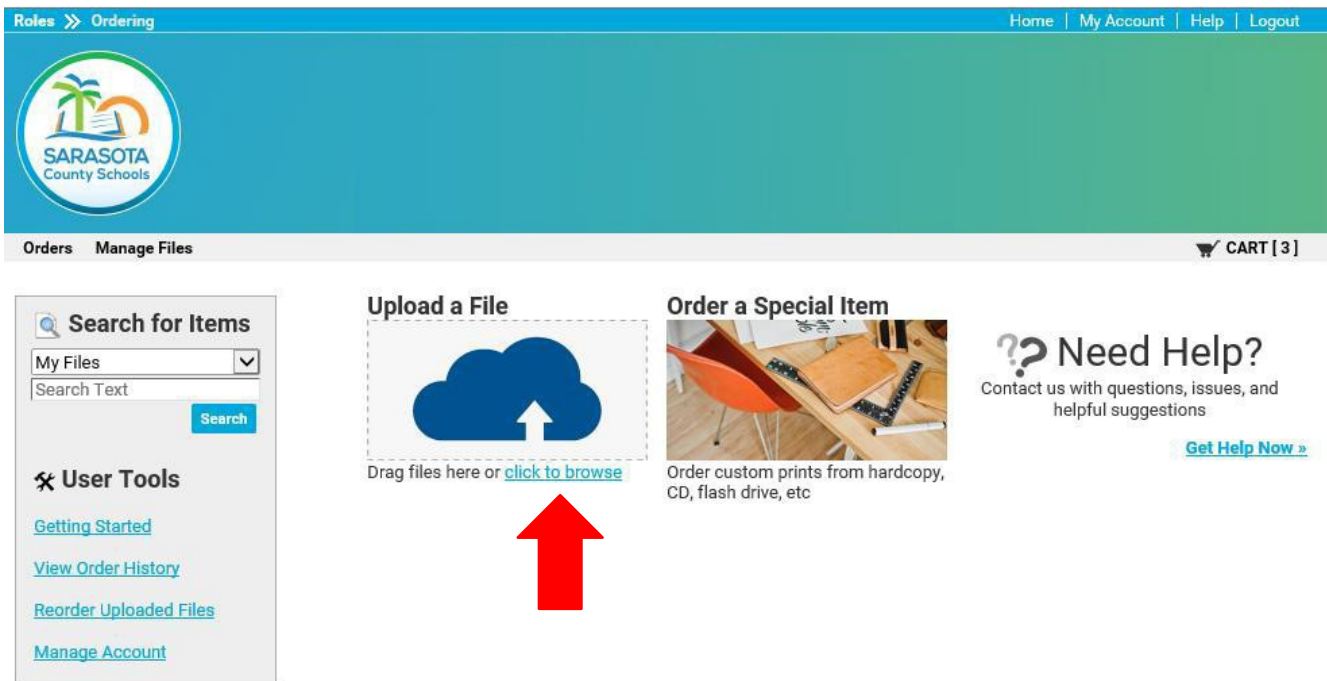 Roles >> Ordering
Home | My Account | Help | Logout
SARASOTA
County Schools
Orders Manage Files
CART [ 3 ]
Search for Items
My Files
Search Text
Search
User Tools
Getting Started
View Order History
Reorder Uploaded Files
Manage Account
Upload a File
Drag files here or click to browse
Order a Special Item
Order custom prints from hardcopy,
CD, flash drive, etc
?? Need Help?
Contact us with questions, issues, and
helpful suggestions
Get Help Now »